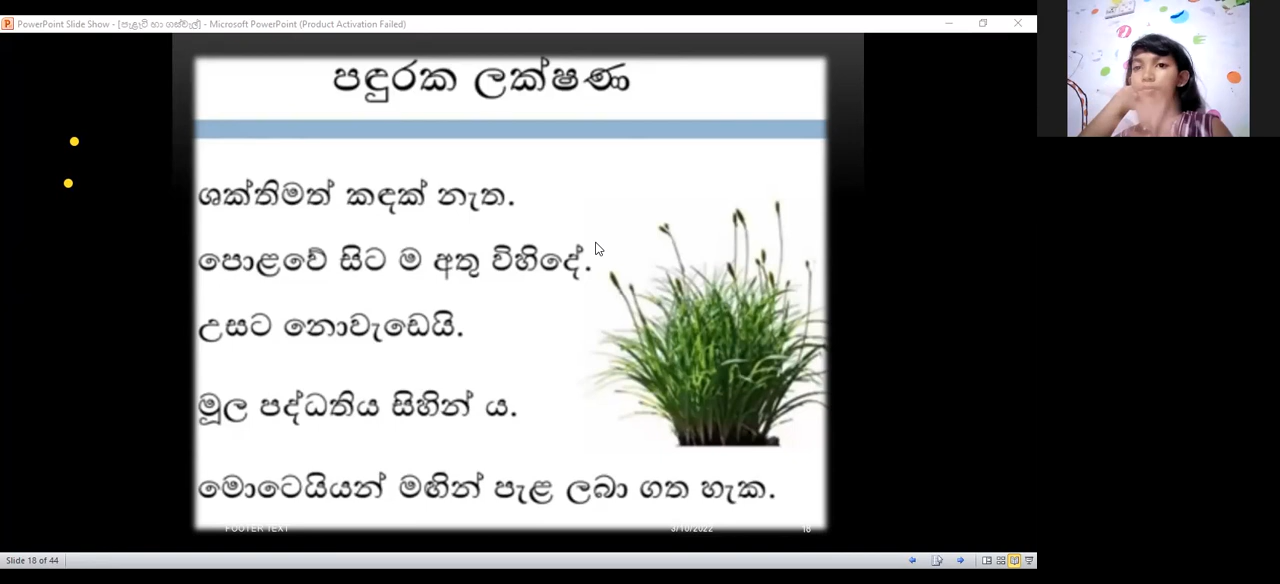 PowerPoint Slide Show - [පැළෑටි හා ගස්වැල්] - Microsoft PowerPoint (Product Activation Failed)
පඳුරක ලක්ෂණ
ශක්තිමත් කඳක් නැත.
පොළවේ සිට ම අතු විහිදේ.
උසට නොවැඩෙයි.
මූල පද්ධතිය සිහින් ය.
මොටෙයියන් මඟින් පැළ ලබා ගත හැක.
FOOTER TEXT 3/10/2022 18
Slide 18 of 44